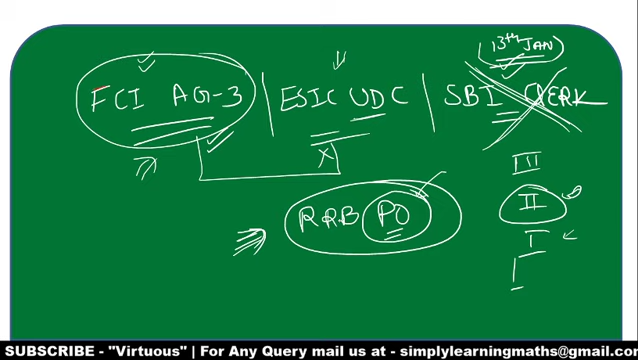 (13th JAN)
FCI AG-3 | ESIC UDC | SBI CLERK
III
RRB PO
II
I
SUBSCRIBE - "Virtuous" | For Any Query mail us at - simplylearningmaths@gmail.com